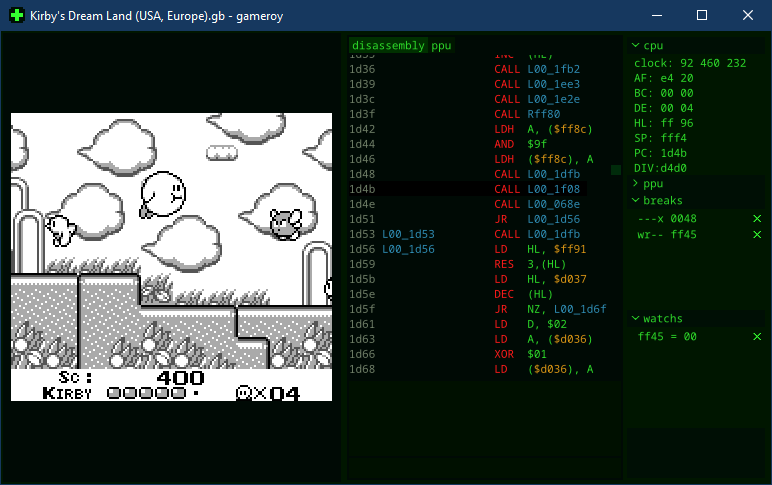 Kirby's Dream Land (USA, Europe).gb - gameroy
Sc: 400
KIRBY X04
disassembly ppu
1d36 CALL L00_1fb2
1d39 CALL L00_1ee3
1d3c CALL L00_1e2e
1d3f CALL Rff80
1d42 LDH A, ($ff8c)
1d44 AND $9f
1d46 LDH ($ff8c), A
1d48 CALL L00_1dfb
1d4b CALL L00_1f08
1d4e CALL L00_068e
1d51 JR L00_1d56
1d53 L00_1d53 CALL L00_1dfb
1d56 L00_1d56 LD HL, $ff91
1d59 RES 3,(HL)
1d5b LD HL, $d037
1d5e DEC (HL)
1d5f JR NZ, L00_1d6f
1d61 LD D, $02
1d63 LD A, ($d036)
1d66 XOR $01
1d68 LD ($d036), A
cpu
clock: 92 460 232
AF: e4 20
BC: 00 00
DE: 00 04
HL: ff 96
SP: fff4
PC: 1d4b
DIV:d4d0
ppu
breaks
---x 0048
wr-- ff45
watchs
ff45 = 00